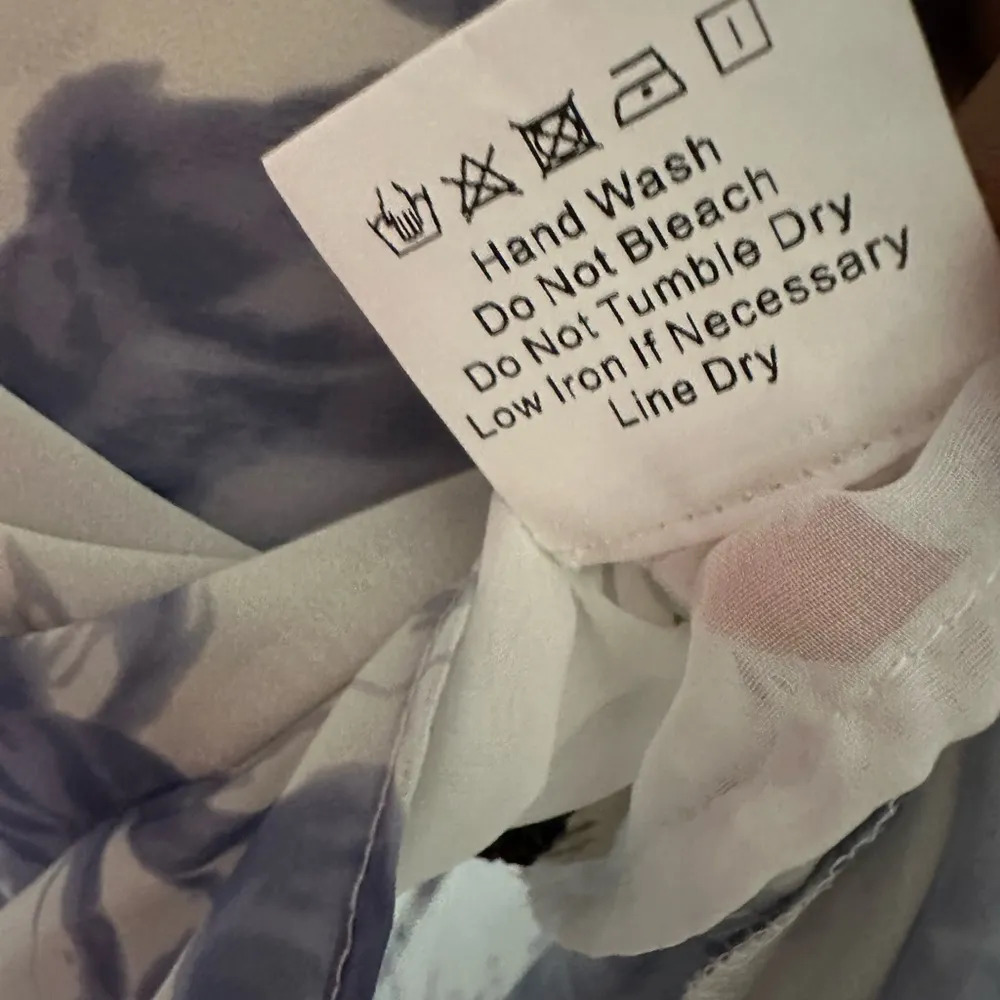 Hand Wash
Do Not Bleach
Do Not Tumble Dry
Low Iron If Necessary
Line Dry